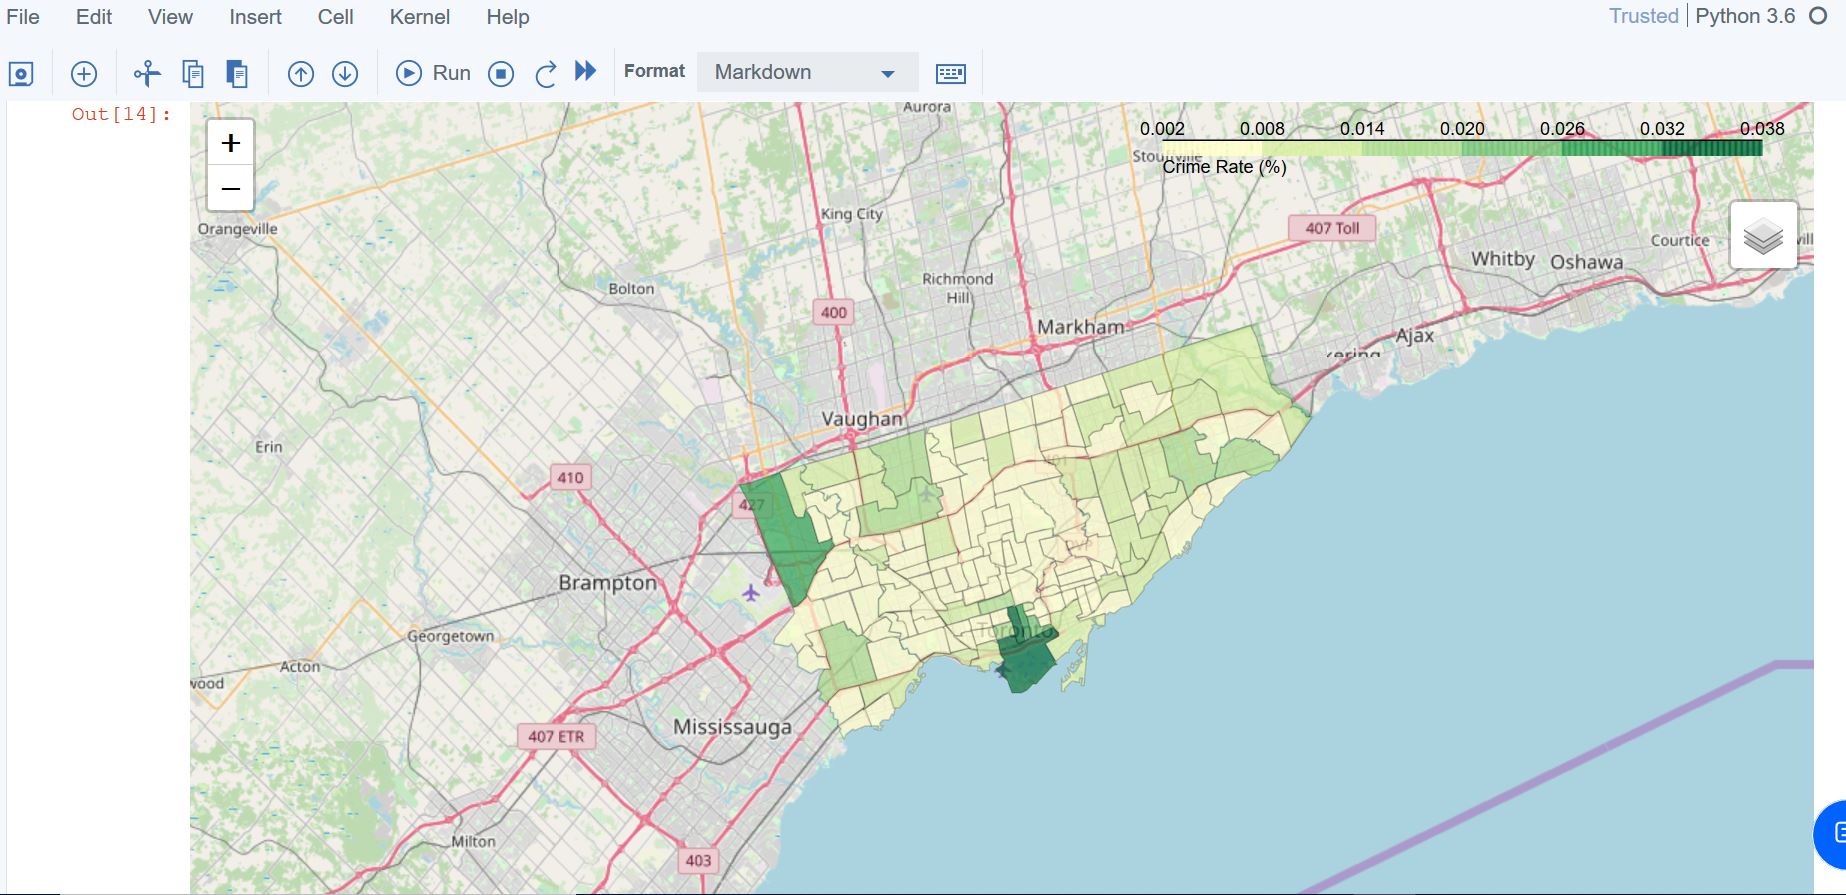 File Edit View Insert Cell Kernel Help Trusted Python 3.6
Run Format Markdown
Out[14]:
+
−
Aurora
0.002 0.008 0.014 0.020 0.026 0.032 0.038
Stouffville
Crime Rate (%)
King City
Orangeville
407 Toll
Courtice
Whitby Oshawa
Richmond
Hill
Bolton
400
Markham
Ajax
Vaughan
Erin
401
410
427
DVP
Brampton
Toronto
Georgetown
Acton
wood
Mississauga
407 ETR
Milton
403